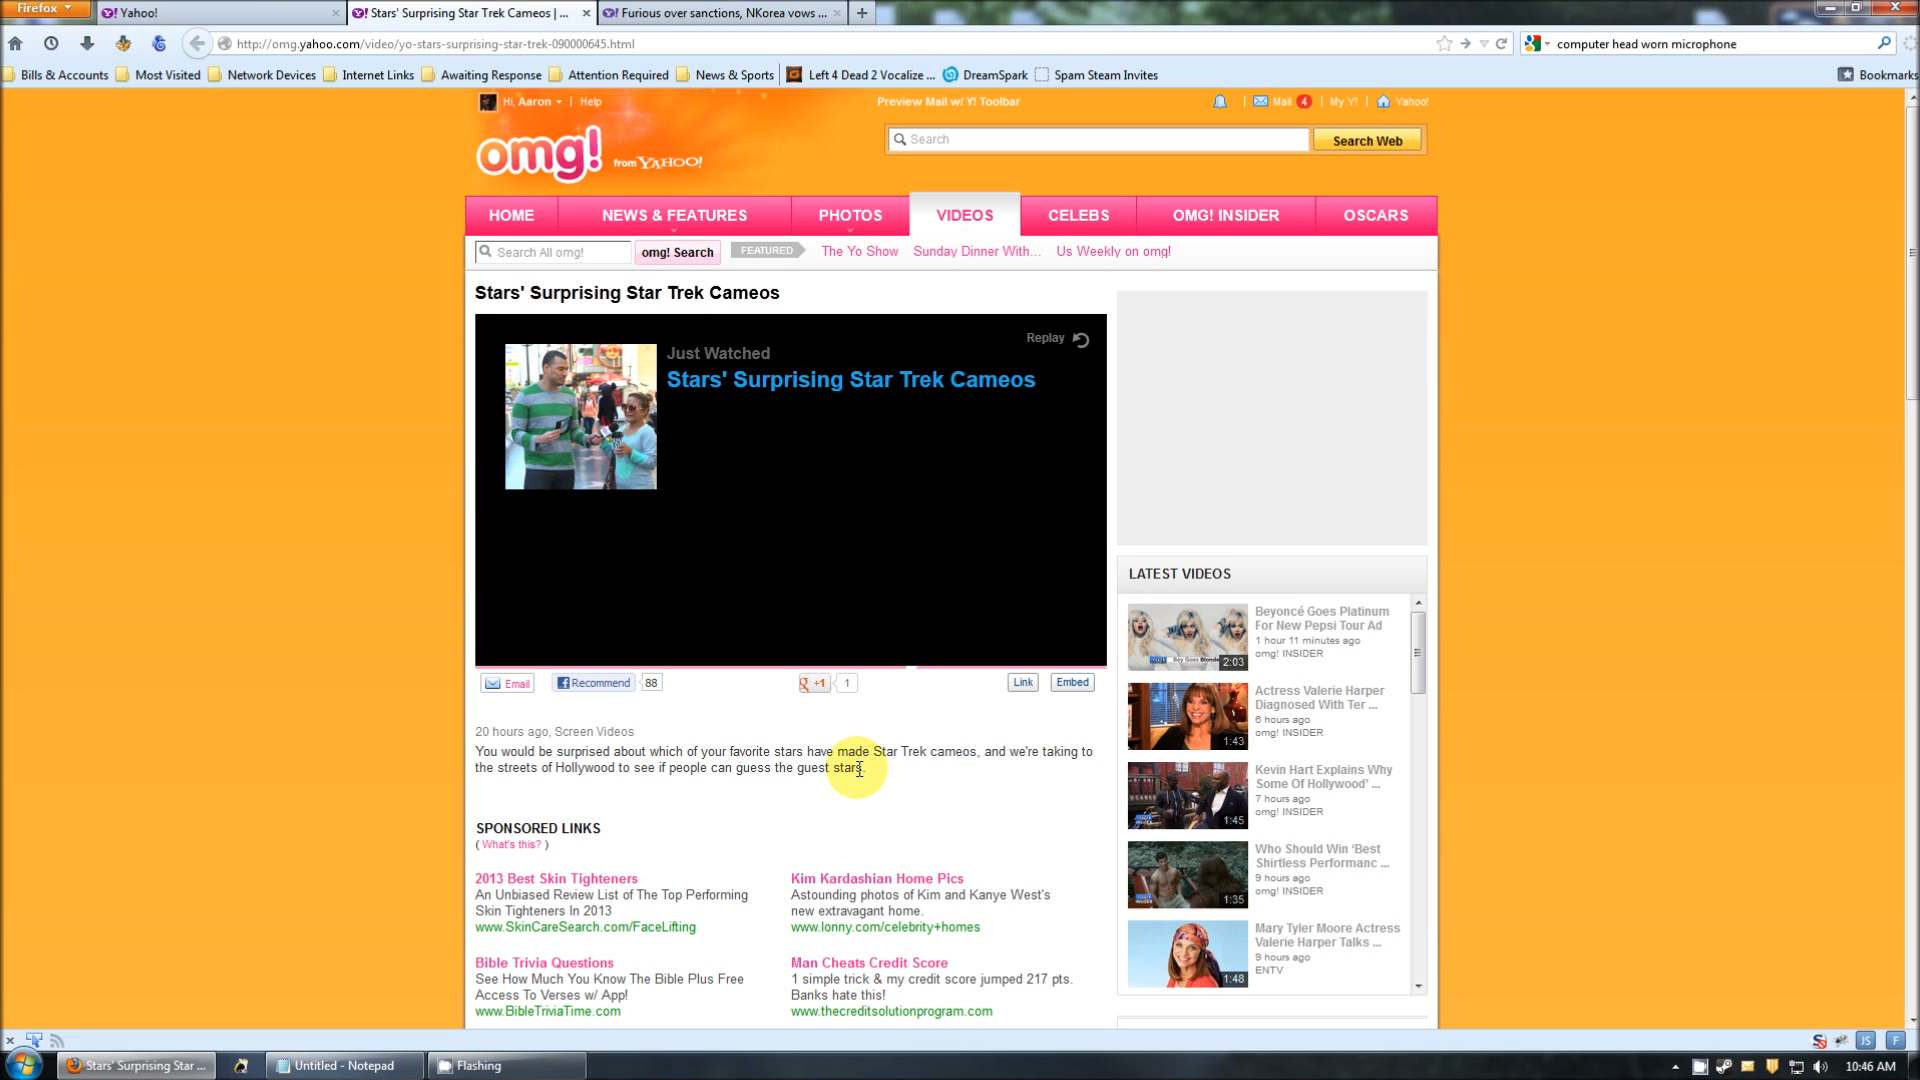 Firefox
Yahoo!
Stars' Surprising Star Trek Cameos | ...
Furious over sanctions, NKorea vows ...
http://omg.yahoo.com/video/yo-stars-surprising-star-trek-090000645.html
computer head worn microphone
Bills & Accounts
Most Visited
Network Devices
Internet Links
Awaiting Response
Attention Required
News & Sports
Left 4 Dead 2 Vocalize ...
DreamSpark
Spam Steam Invites
Bookmarks
Hi, Aaron | Help
Preview Mail w/ Y! Toolbar
Mail 4 | My Y! | Yahoo!
omg! from YAHOO!
Search
Search Web
HOME
NEWS & FEATURES
PHOTOS
VIDEOS
CELEBS
OMG! INSIDER
OSCARS
Search All omg!
omg! Search
FEATURED
The Yo Show
Sunday Dinner With...
Us Weekly on omg!
Stars' Surprising Star Trek Cameos
Replay
Just Watched
Stars' Surprising Star Trek Cameos
Email
Recommend 88
+1 1
Link
Embed
20 hours ago, Screen Videos
You would be surprised about which of your favorite stars have made Star Trek cameos, and we're taking to
the streets of Hollywood to see if people can guess the guest stars.
SPONSORED LINKS
( What's this? )
2013 Best Skin Tighteners
An Unbiased Review List of The Top Performing
Skin Tighteners In 2013
www.SkinCareSearch.com/FaceLifting
Kim Kardashian Home Pics
Astounding photos of Kim and Kanye West's
new extravagant home.
www.lonny.com/celebrity+homes
Bible Trivia Questions
See How Much You Know The Bible Plus Free
Access To Verses w/ App!
www.BibleTriviaTime.com
Man Cheats Credit Score
1 simple trick & my credit score jumped 217 pts.
Banks hate this!
www.thecreditsolutionprogram.com
LATEST VIDEOS
Beyoncé Goes Platinum
For New Pepsi Tour Ad
1 hour 11 minutes ago
omg! INSIDER
2:03
Actress Valerie Harper
Diagnosed With Ter ...
6 hours ago
omg! INSIDER
1:43
Kevin Hart Explains Why
Some Of Hollywood' ...
7 hours ago
omg! INSIDER
1:45
Who Should Win ‘Best
Shirtless Performanc ...
9 hours ago
omg! INSIDER
1:35
Mary Tyler Moore Actress
Valerie Harper Talks ...
9 hours ago
ENTV
1:48
JS
F
Stars' Surprising Star ...
Untitled - Notepad
Flashing
10:46 AM